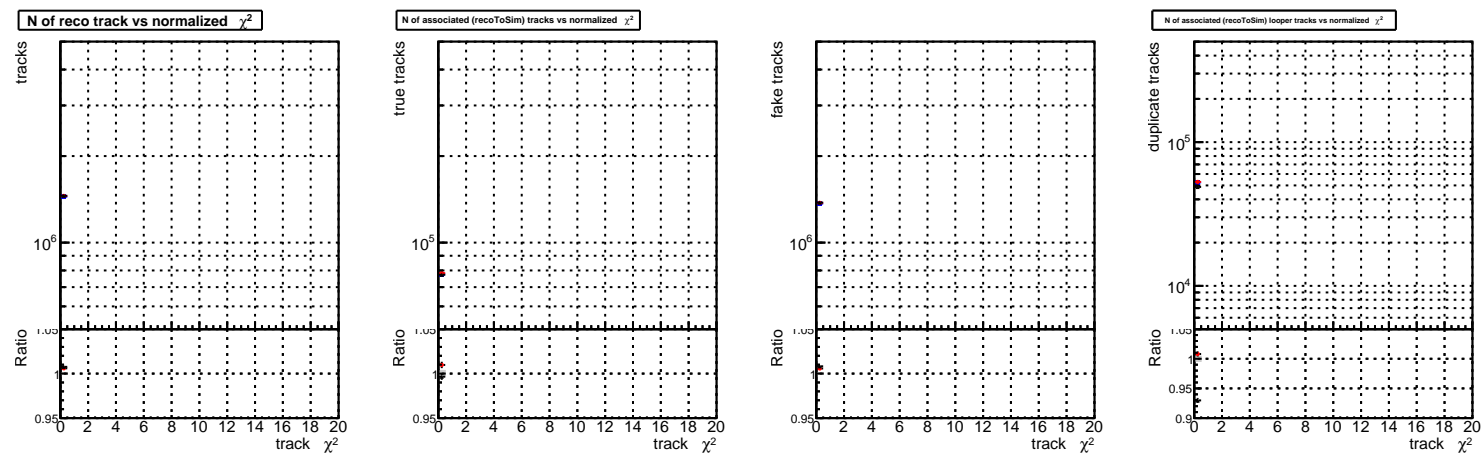 N of reco track vs normalized χ²
tracks
10⁶
1.05
Ratio
1
0.95
0 2 4 6 8 10 12 14 16 18 20
track χ²
N of associated (recoToSim) tracks vs normalized χ²
true tracks
10⁵
1.05
Ratio
1
0.95
0 2 4 6 8 10 12 14 16 18 20
track χ²
fake tracks
10⁶
1.05
Ratio
1
0.95
0 2 4 6 8 10 12 14 16 18 20
track χ²
N of associated (recoToSim) looper tracks vs normalized χ²
duplicate tracks
10⁵
10⁴
1.05
Ratio
1
0.95
0.9
0 2 4 6 8 10 12 14 16 18 20
track χ²